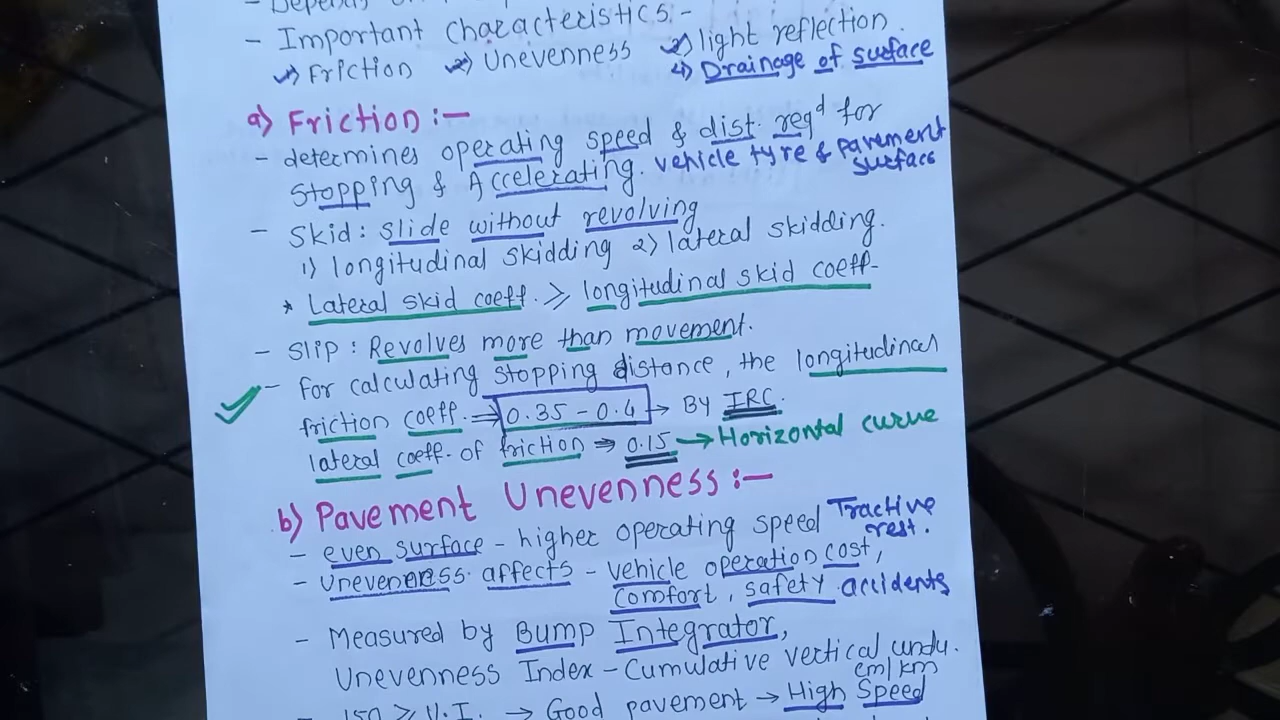 - Depends on
- Important Characteristics:-
1) Friction 2) Unevenness 3) light reflection
4) Drainage of surface
a) Friction :-
- determines operating speed & dist. reqd for
stopping & Accelerating. vehicle tyre & pavement
surface
- Skid: slide without revolving
1) longitudinal skidding 2) lateral skidding.
* Lateral skid coeff. ≥ longitudinal skid coeff.
- Slip: Revolves more than movement.
- for calculating stopping distance, the longitudinal
friction coeff. ⇒ 0.35 - 0.4 → By IRC.
lateral coeff. of friction ⇒ 0.15 → Horizontal curve
b) Pavement Unevenness :-
- even surface - higher operating speed Tractive
rest.
- Unevenness affects - vehicle operation cost,
comfort, safety accidents
- Measured by Bump Integrator,
Unevenness Index - Cumulative vertical undu.
cm/km
- 150 ≥ U.I. → Good pavement → High Speed